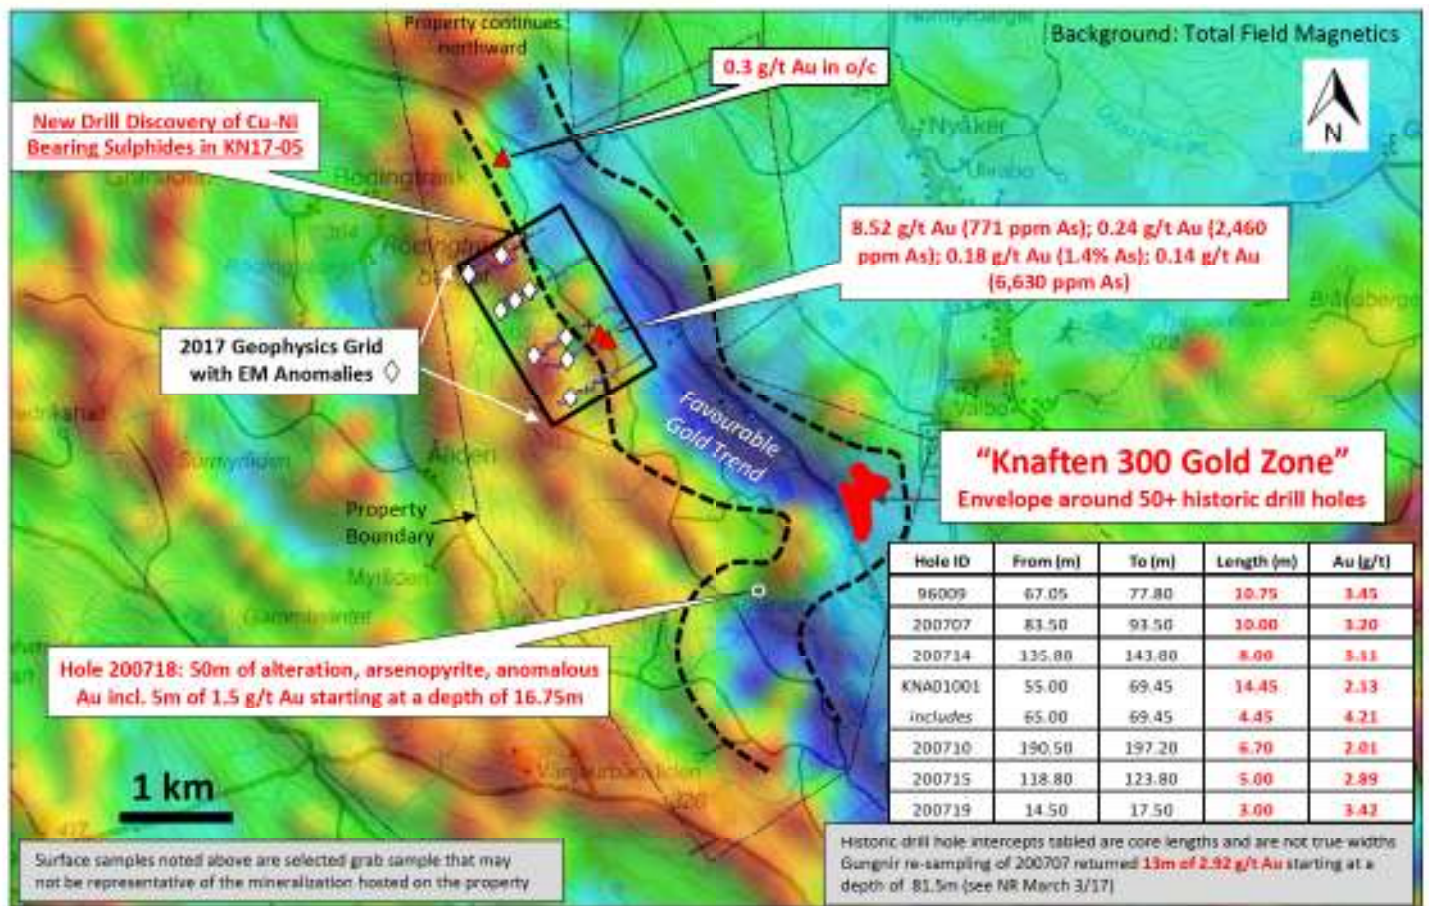 Property continues
northward
Background: Total Field Magnetics
0.3 g/t Au in o/c
N
New Drill Discovery of Cu-Ni
Bearing Sulphides in KN17-05
Nyåker
8.52 g/t Au (771 ppm As); 0.24 g/t Au (2,460
ppm As); 0.18 g/t Au (1.4% As); 0.14 g/t Au
(6,630 ppm As)
2017 Geophysics Grid
with EM Anomalies
Favourable
Gold Trend
"Knaften 300 Gold Zone"
Envelope around 50+ historic drill holes
Property
Boundary
Myrliden
Hole 200718: 50m of alteration, arsenopyrite, anomalous
Au incl. 5m of 1.5 g/t Au starting at a depth of 16.75m
Hole ID From (m) To (m) Length (m) Au (g/t)
96009 67.05 77.80 10.75 3.45
200707 83.50 93.50 10.00 3.20
200714 135.80 143.80 8.00 3.11
KNA01001 55.00 69.45 14.45 2.13
includes 65.00 69.45 4.45 4.21
200710 190.50 197.20 6.70 2.01
200715 118.80 123.80 5.00 2.89
200719 14.50 17.50 3.00 3.42
1 km
Surface samples noted above are selected grab sample that may
not be representative of the mineralization hosted on the property
Historic drill hole intercepts tabled are core lengths and are not true widths
Gungnir re-sampling of 200707 returned 13m of 2.92 g/t Au starting at a
depth of 81.5m (see NR March 3/17)